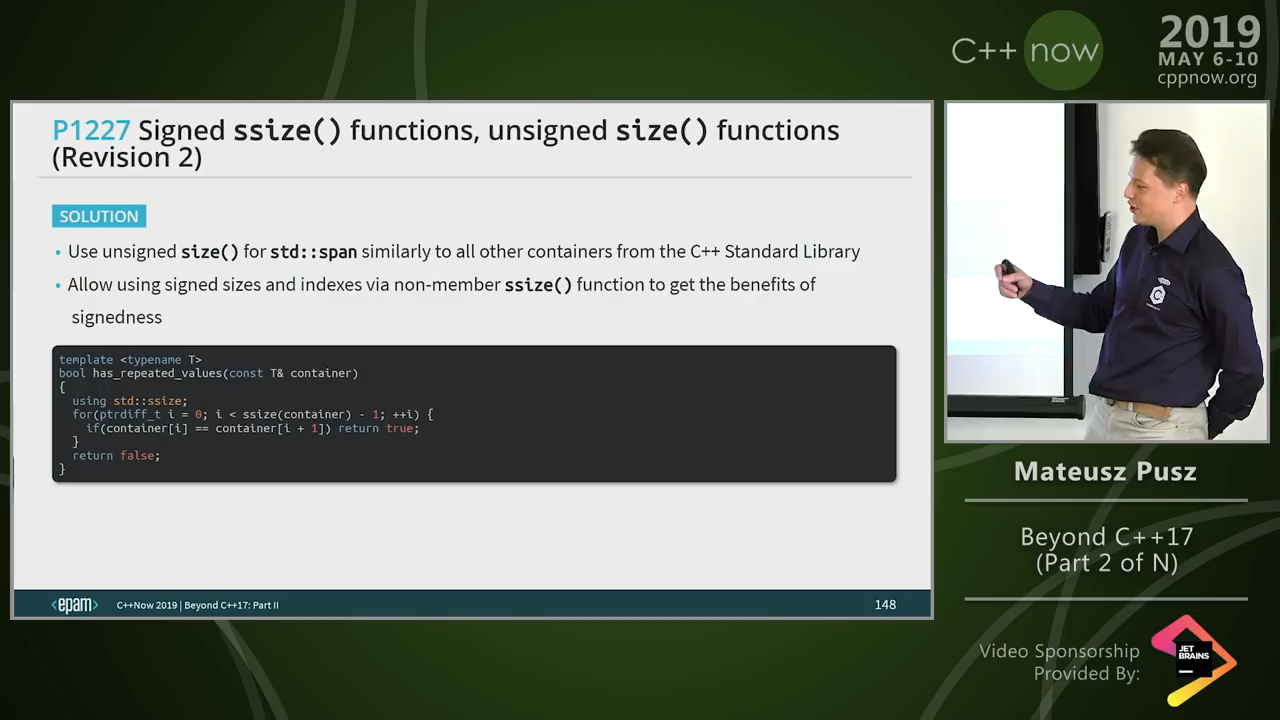 C++ now
2019
MAY 6-10
cppnow.org
P1227 Signed ssize() functions, unsigned size() functions
(Revision 2)
SOLUTION
• Use unsigned size() for std::span similarly to all other containers from the C++ Standard Library
• Allow using signed sizes and indexes via non-member ssize() function to get the benefits of
signedness
template <typename T>
bool has_repeated_values(const T& container)
{
using std::ssize;
for(ptrdiff_t i = 0; i < ssize(container) - 1; ++i) {
if(container[i] == container[i + 1]) return true;
}
return false;
}
<epam> C++Now 2019 | Beyond C++17: Part II 148
Mateusz Pusz
Beyond C++17
(Part 2 of N)
Video Sponsorship
Provided By:
JET
BRAINS